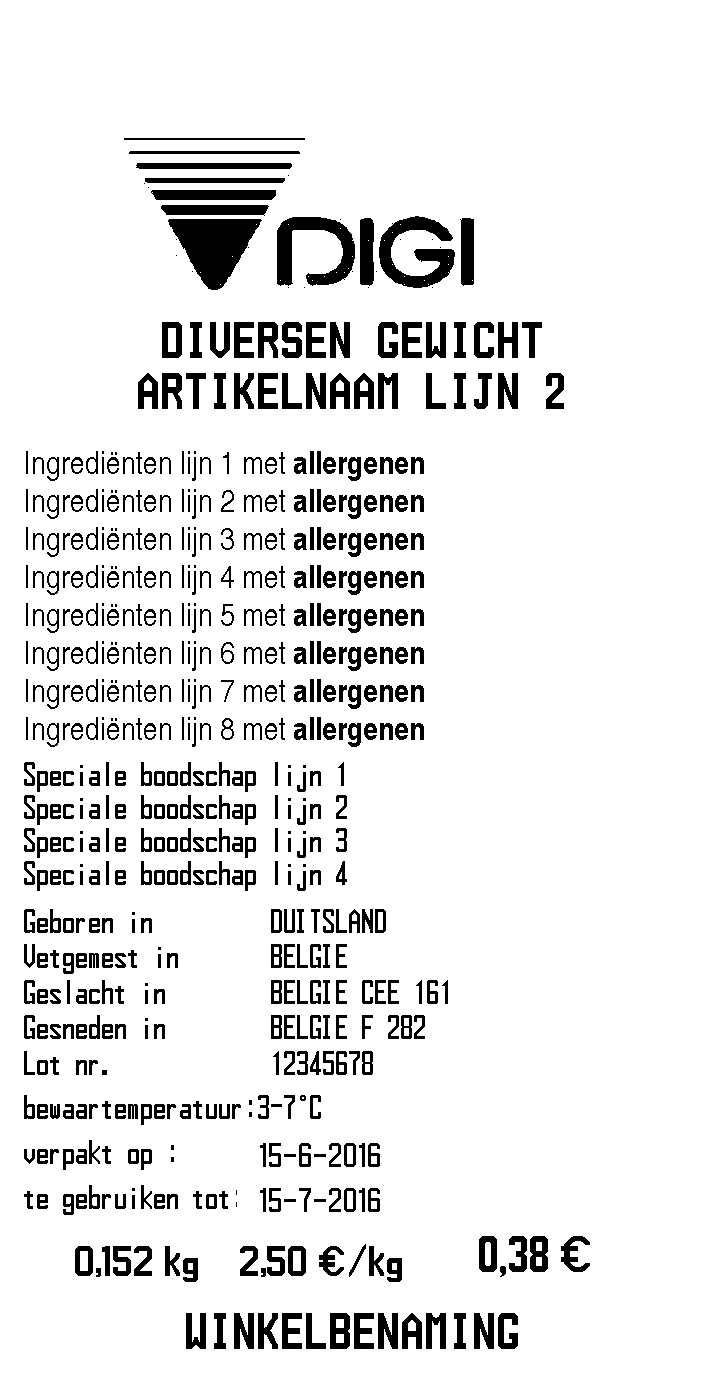 DIGI
DIVERSEN GEWICHT
ARTIKELNAAM LIJN 2
Ingrediënten lijn 1 met allergenen
Ingrediënten lijn 2 met allergenen
Ingrediënten lijn 3 met allergenen
Ingrediënten lijn 4 met allergenen
Ingrediënten lijn 5 met allergenen
Ingrediënten lijn 6 met allergenen
Ingrediënten lijn 7 met allergenen
Ingrediënten lijn 8 met allergenen
Speciale boodschap lijn 1
Speciale boodschap lijn 2
Speciale boodschap lijn 3
Speciale boodschap lijn 4
Geboren in DUITSLAND
Vetgemest in BELGIE
Geslacht in BELGIE CEE 161
Gesneden in BELGIE F 282
Lot nr. 12345678
bewaartemperatuur:3-7°C
verpakt op : 15-6-2016
te gebruiken tot: 15-7-2016
0,152 kg 2,50 €/kg 0,38 €
WINKELBENAMING